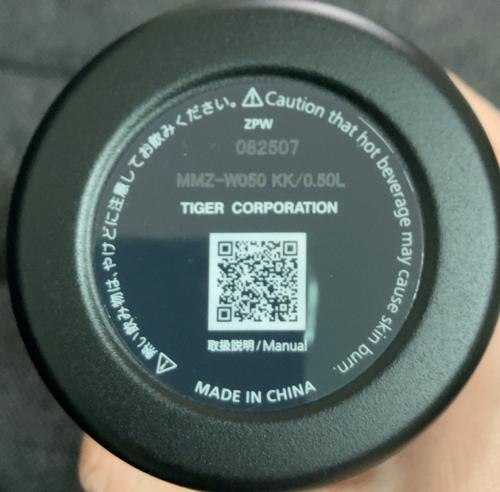 ⚠熱い飲み物は、やけどに注意してお飲みください。
⚠Caution that hot beverage may cause skin burn.
ZPW
082507
MMZ-W050 KK/0.50L
TIGER CORPORATION
取扱説明/Manual
MADE IN CHINA